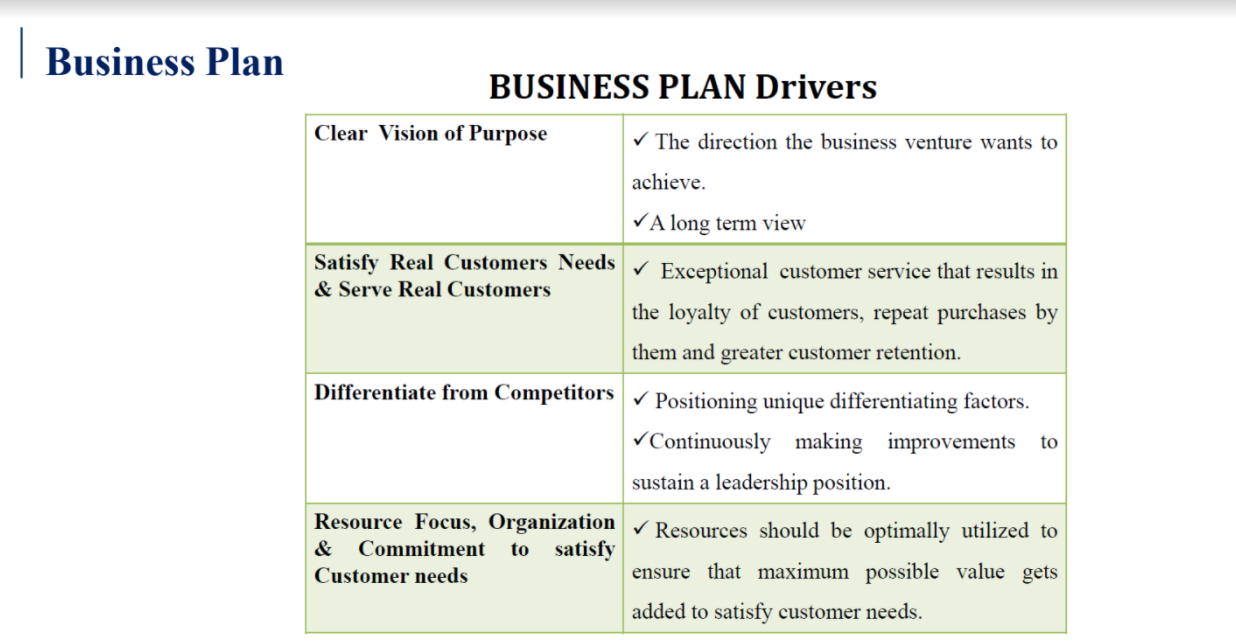 Business Plan
BUSINESS PLAN Drivers
Clear Vision of Purpose
✓ The direction the business venture wants to
achieve.
✓A long term view
Satisfy Real Customers Needs
& Serve Real Customers
✓ Exceptional customer service that results in
the loyalty of customers, repeat purchases by
them and greater customer retention.
Differentiate from Competitors
✓ Positioning unique differentiating factors.
✓Continuously making improvements to
sustain a leadership position.
Resource Focus, Organization
& Commitment to satisfy
Customer needs
✓ Resources should be optimally utilized to
ensure that maximum possible value gets
added to satisfy customer needs.